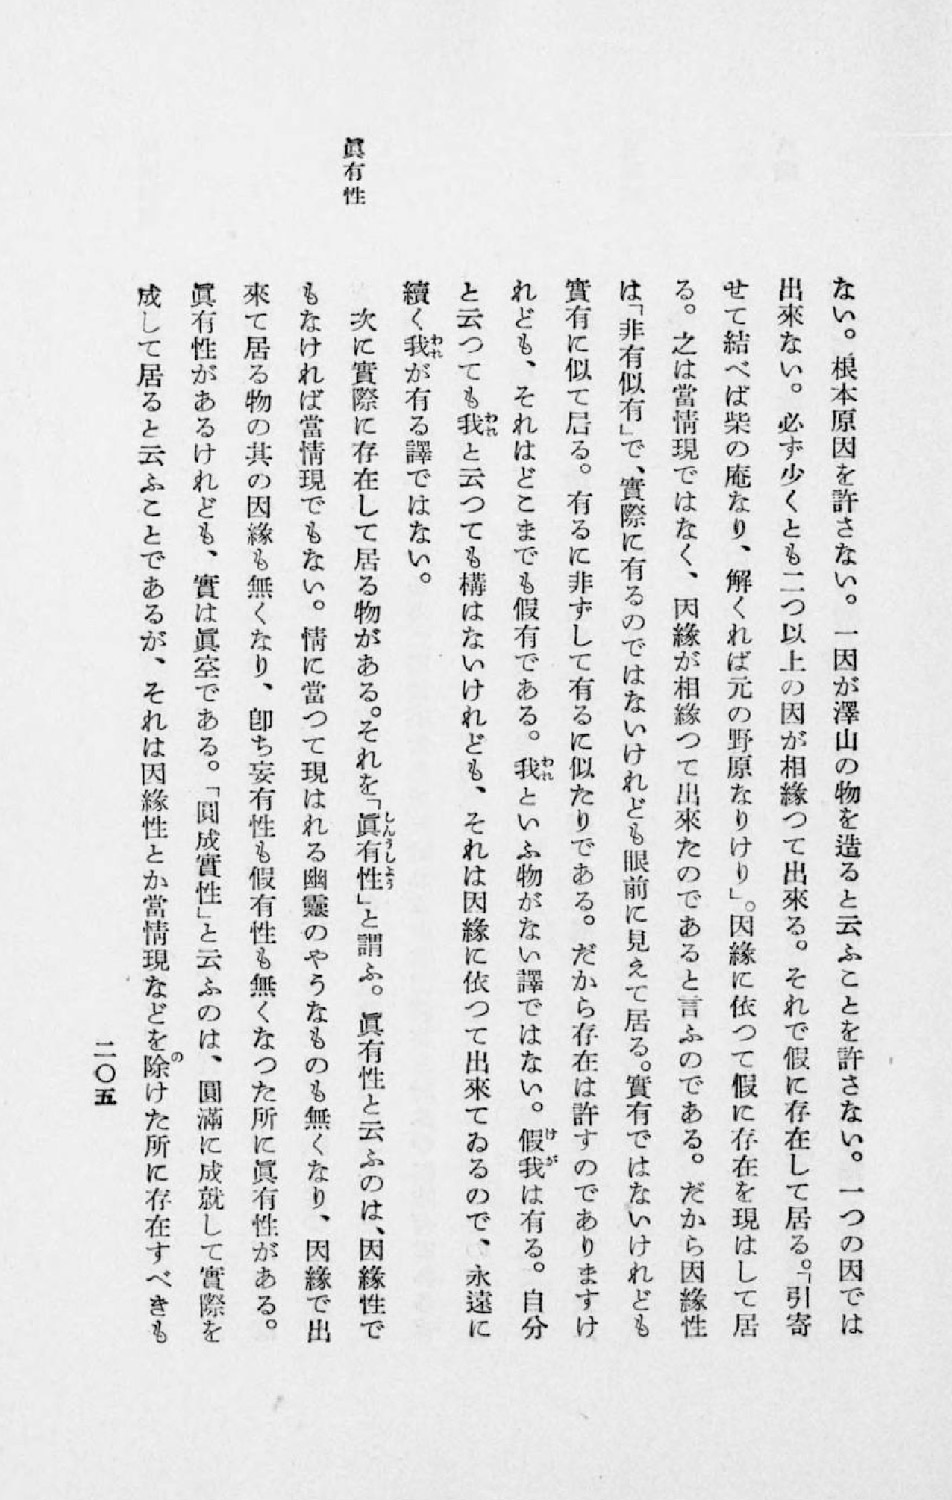 ない。根本原因を許さない。一因が澤山の物を造ると云ふことを許さない。一つの因では
出來ない。必ず少くとも二つ以上の因が相緣つて出來る。それで假に存在して居る。「引寄
せて結べば柴の庵なり、解くれば元の野原なりけり」。因緣に依つて假に存在を現はして居
る。之は當情現ではなく、因緣が相緣つて出來たのであると言ふのである。だから因緣性
は「非有似有」で、實際に有るのではないけれども眼前に見えて居る。實有ではないけれども
實有に似て居る。有るに非ずして有るに似たりである。だから存在は許すのでありますけ
れども、それはどこまでも假有である。我といふ物がない譯ではない。假我は有る。自分
と云つても我と云つても構はないけれども、それは因緣に依つて出來てゐるので、永遠に
續く我が有る譯ではない。
眞有性
次に實際に存在して居る物がある。それを「眞有性」と謂ふ。眞有性と云ふのは、因緣性で
もなければ當情現でもない。情に當つて現はれる幽靈のやうなものも無くなり、因緣で出
來て居る物の其の因緣も無くなり、卽ち妄有性も假有性も無くなつた所に眞有性がある。
眞有性があるけれども、實は眞空である。「圓成實性」と云ふのは、圓滿に成就して實際を
成して居ると云ふことであるが、それは因緣性とか當情現などを除けた所に存在すべきも
二〇五